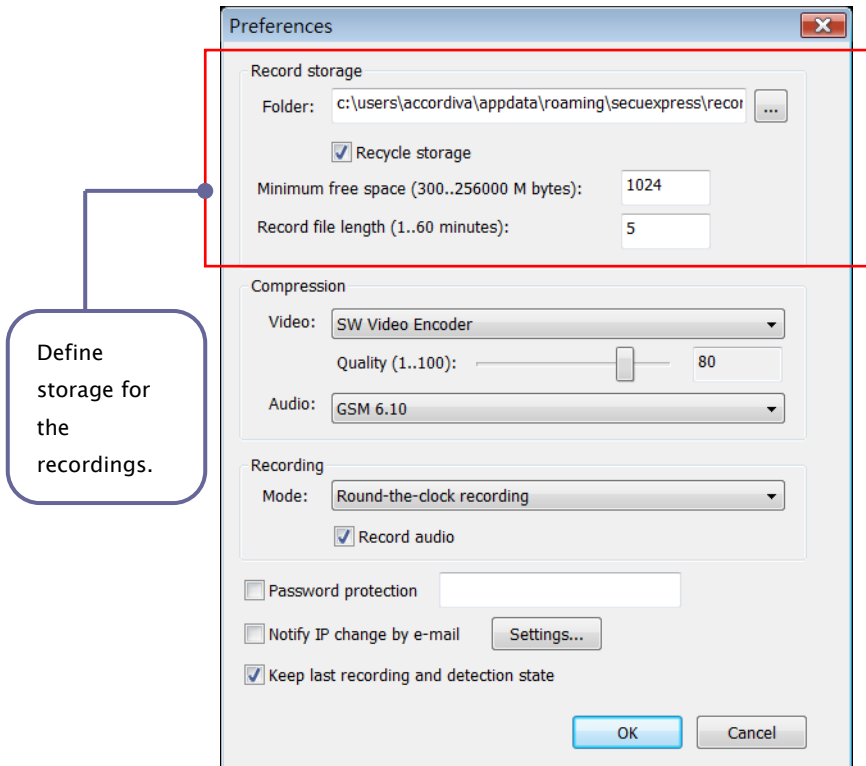 Preferences
Record storage
Folder: c:\users\accordiva\appdata\roaming\secuexpress\recor ...
Recycle storage
Minimum free space (300..256000 M bytes): 1024
Record file length (1..60 minutes): 5
Compression
Video: SW Video Encoder
Quality (1..100): 80
Audio: GSM 6.10
Define
storage for
the
recordings.
Recording
Mode: Round-the-clock recording
Record audio
Password protection
Notify IP change by e-mail Settings...
Keep last recording and detection state
OK Cancel